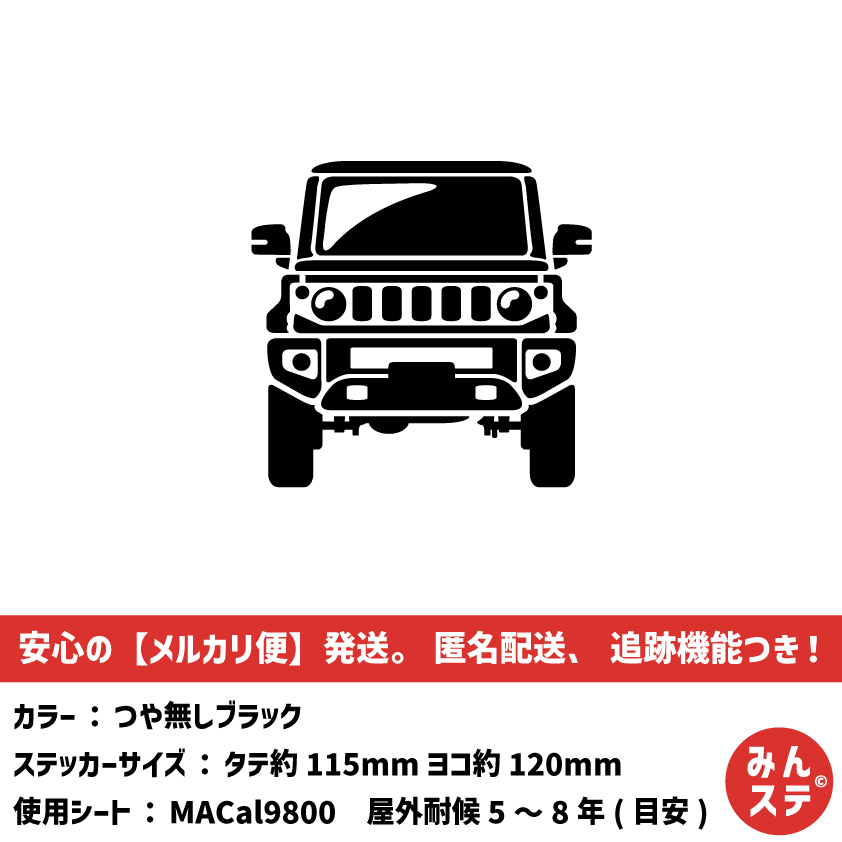 安心の【メルカリ便】発送。 匿名配送、 追跡機能つき！
カラー ： つや無しブラック
ステッカーサイズ ： タテ約 115mm ヨコ約 120mm
使用シート ： MACal9800　屋外耐候 5 ～ 8 年 ( 目安 )
みん
ステ©